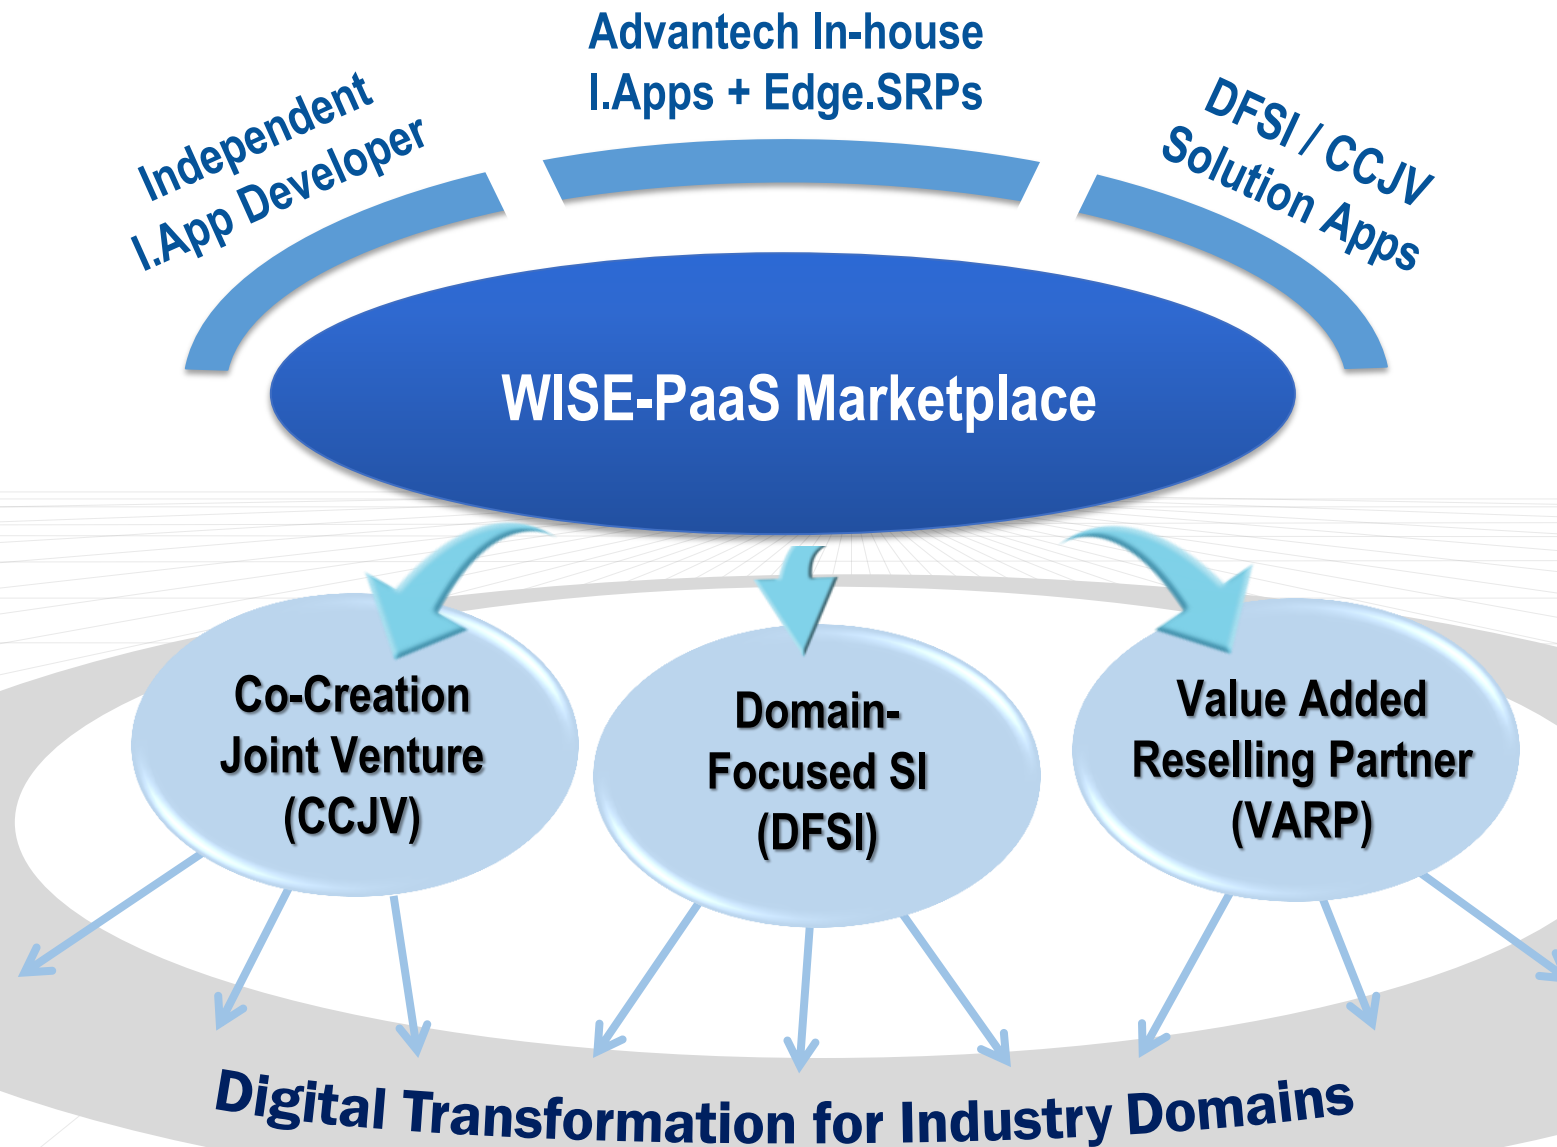 Advantech In-house
I.Apps + Edge.SRPs
Independent
I.App Developer
DFSI / CCJV
Solution Apps
WISE-PaaS Marketplace
Co-Creation
Joint Venture
(CCJV)
Domain-
Focused SI
(DFSI)
Value Added
Reselling Partner
(VARP)
Digital Transformation for Industry Domains